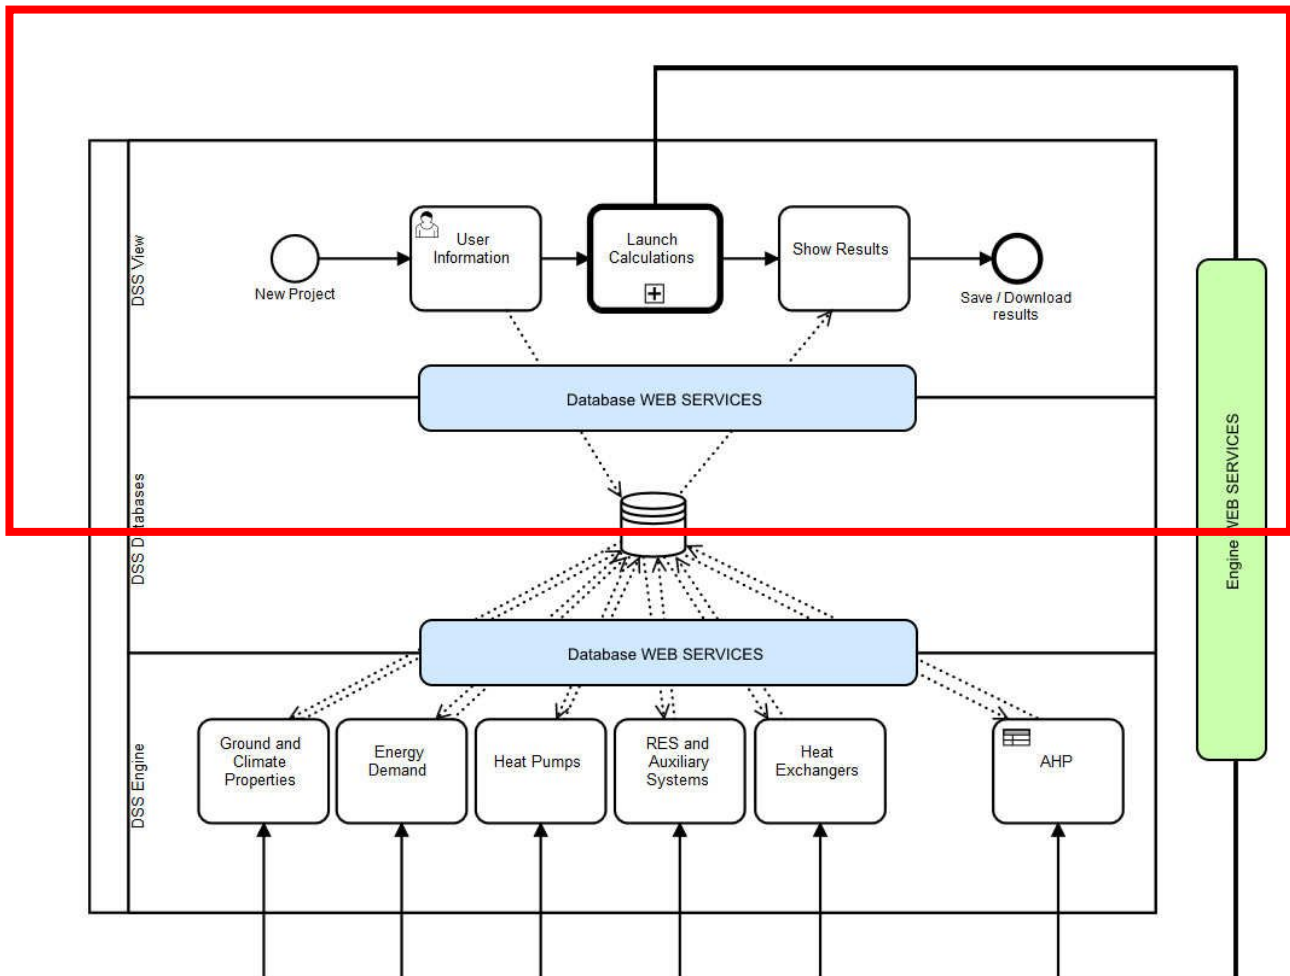 DSS View
New Project
User
Information
Launch
Calculations
Show Results
Save / Download
results
Database WEB SERVICES
Engine WEB SERVICES
DSS Databases
Database WEB SERVICES
DSS Engine
Ground and
Climate
Properties
Energy
Demand
Heat Pumps
RES and
Auxiliary
Systems
Heat
Exchangers
AHP